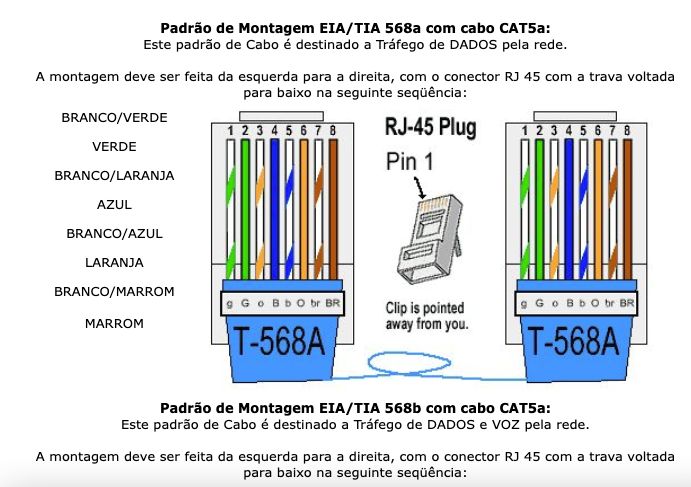 Padrão de Montagem EIA/TIA 568a com cabo CAT5a:
Este padrão de Cabo é destinado a Tráfego de DADOS pela rede.
A montagem deve ser feita da esquerda para a direita, com o conector RJ 45 com a trava voltada
para baixo na seguinte seqüência:
BRANCO/VERDE
VERDE
BRANCO/LARANJA
AZUL
BRANCO/AZUL
LARANJA
BRANCO/MARROM
MARROM
1 2 3 4 5 6 7 8
g G o B b O br BR
T-568A
RJ-45 Plug
Pin 1
Clip is pointed
away from you.
1 2 3 4 5 6 7 8
g G o B b O br BR
T-568A
Padrão de Montagem EIA/TIA 568b com cabo CAT5a:
Este padrão de Cabo é destinado a Tráfego de DADOS e VOZ pela rede.
A montagem deve ser feita da esquerda para a direita, com o conector RJ 45 com a trava voltada
para baixo na seguinte seqüência: